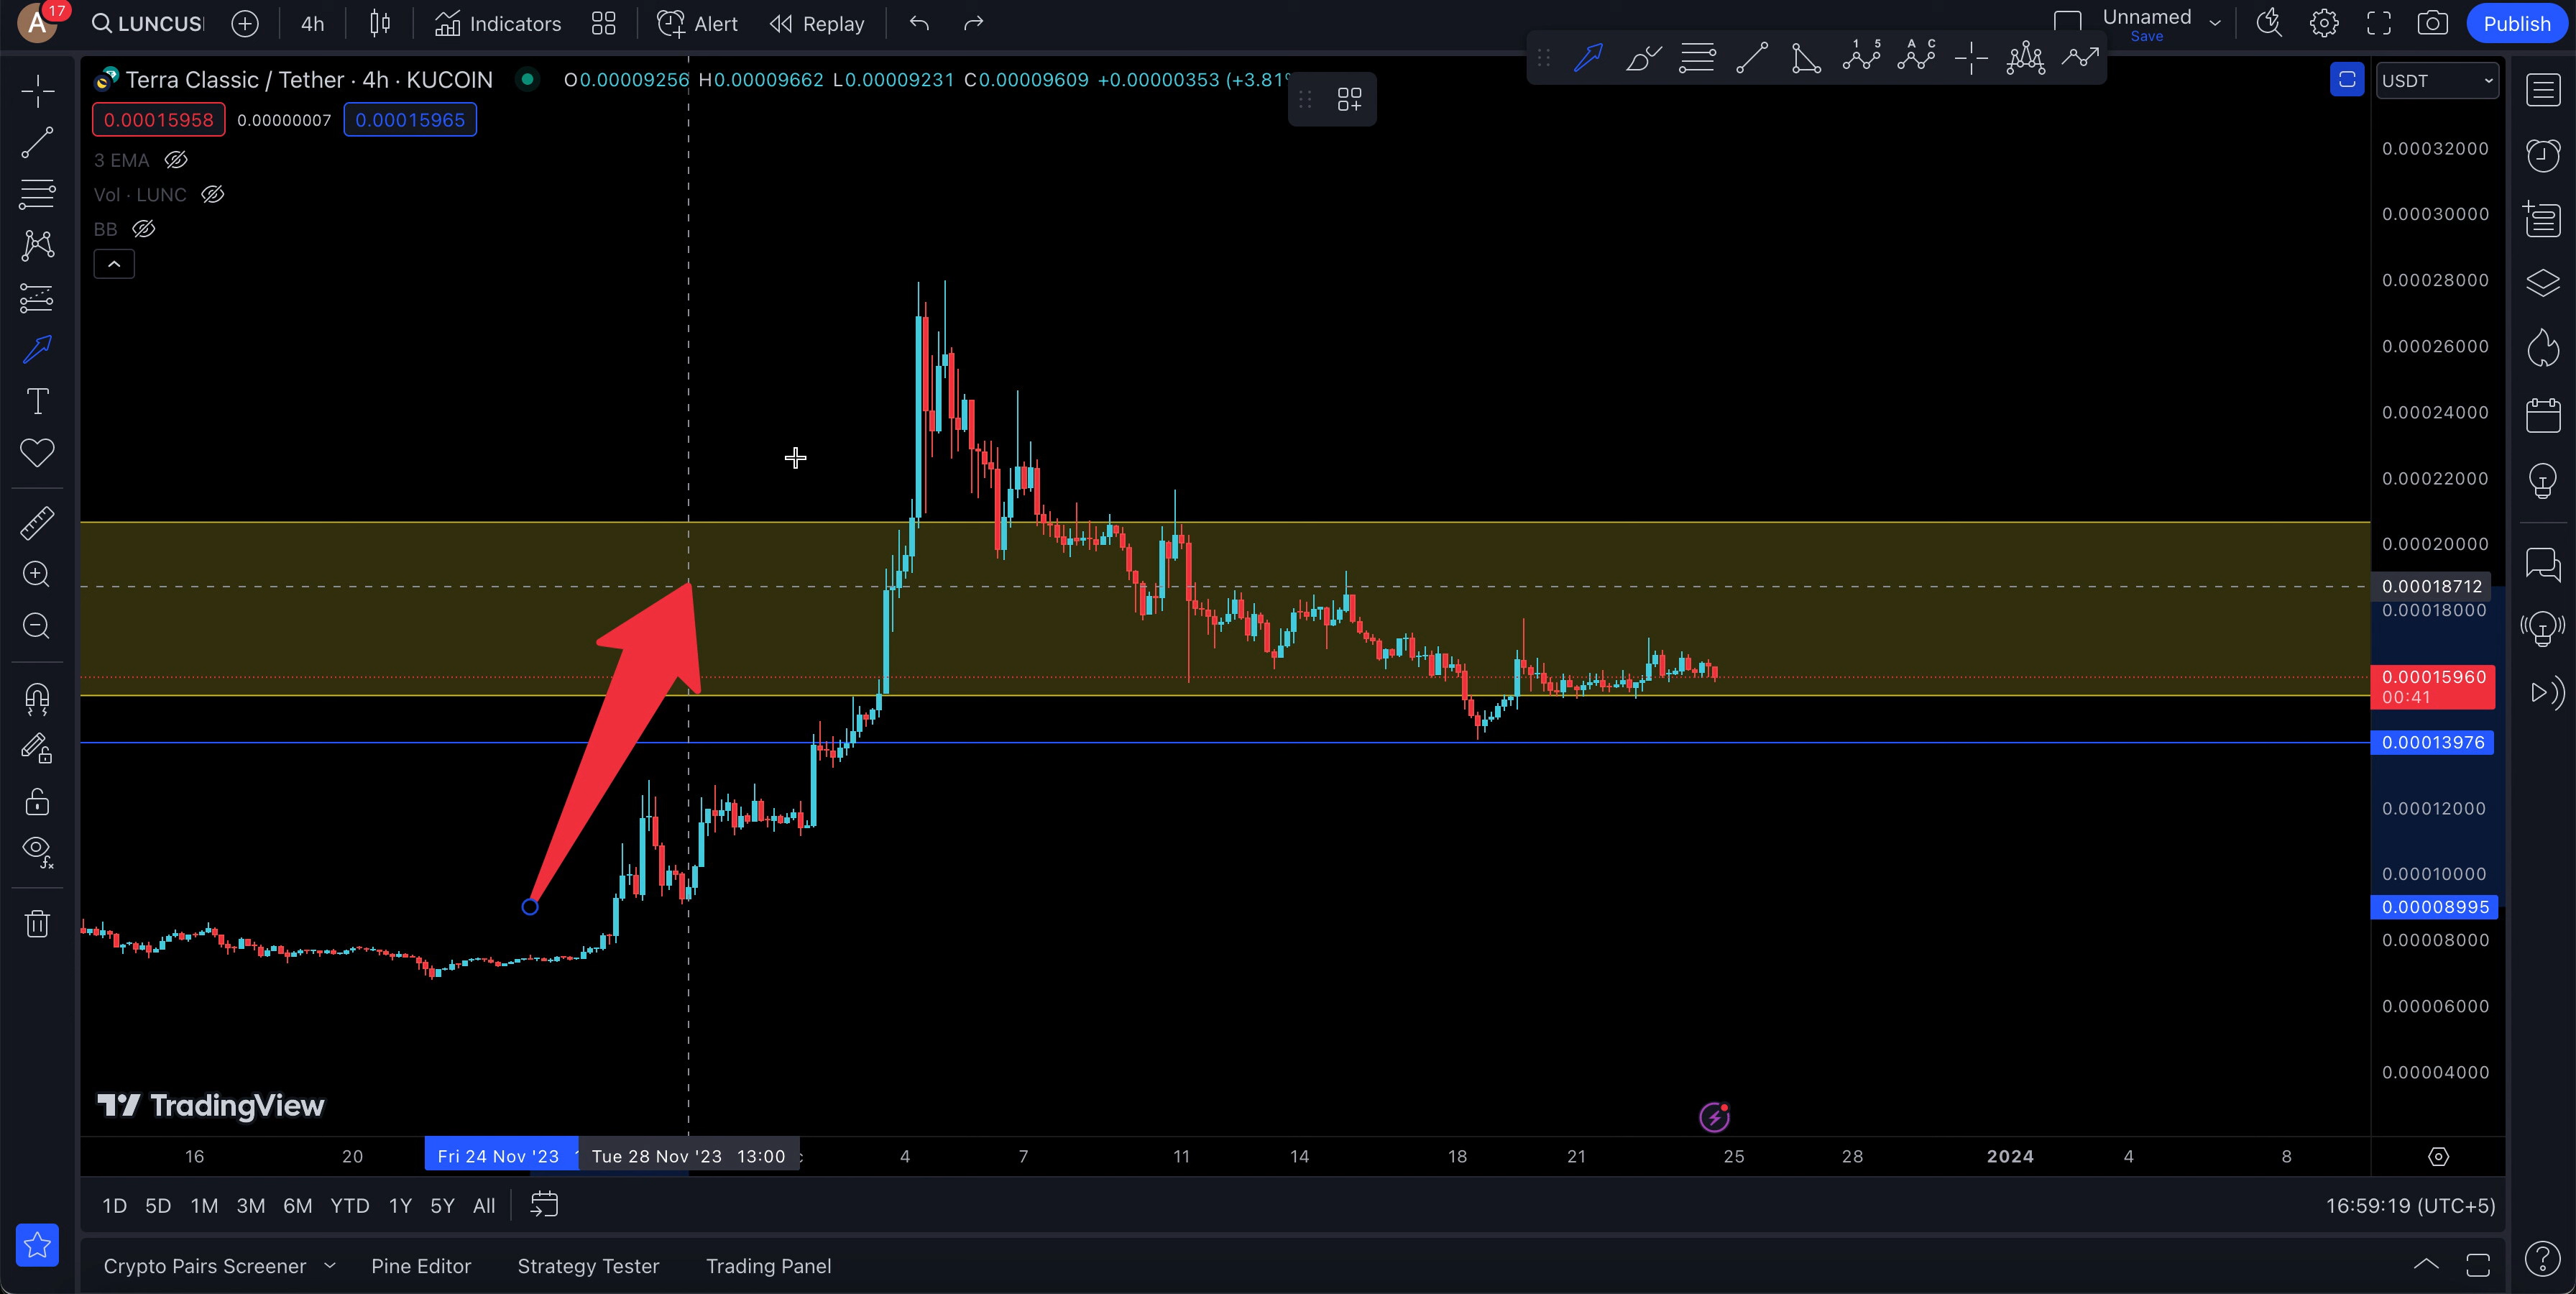 A 17 LUNCUS 4h Indicators Alert Replay Unnamed Save Publish
Terra Classic / Tether · 4h · KUCOIN O0.00009256 H0.00009662 L0.00009231 C0.00009609 +0.00000353 (+3.81
USDT
0.00015958 0.00000007 0.00015965
3 EMA
Vol · LUNC
BB
0.00032000
0.00030000
0.00028000
0.00026000
0.00024000
0.00022000
0.00020000
0.00018712
0.00018000
0.00015960
00:41
0.00013976
0.00012000
0.00010000
0.00008995
0.00008000
0.00006000
0.00004000
TradingView
16 20 Fri 24 Nov '23 Tue 28 Nov '23 13:00 4 7 11 14 18 21 25 28 2024 4 8
1D 5D 1M 3M 6M YTD 1Y 5Y All 16:59:19 (UTC+5)
Crypto Pairs Screener Pine Editor Strategy Tester Trading Panel